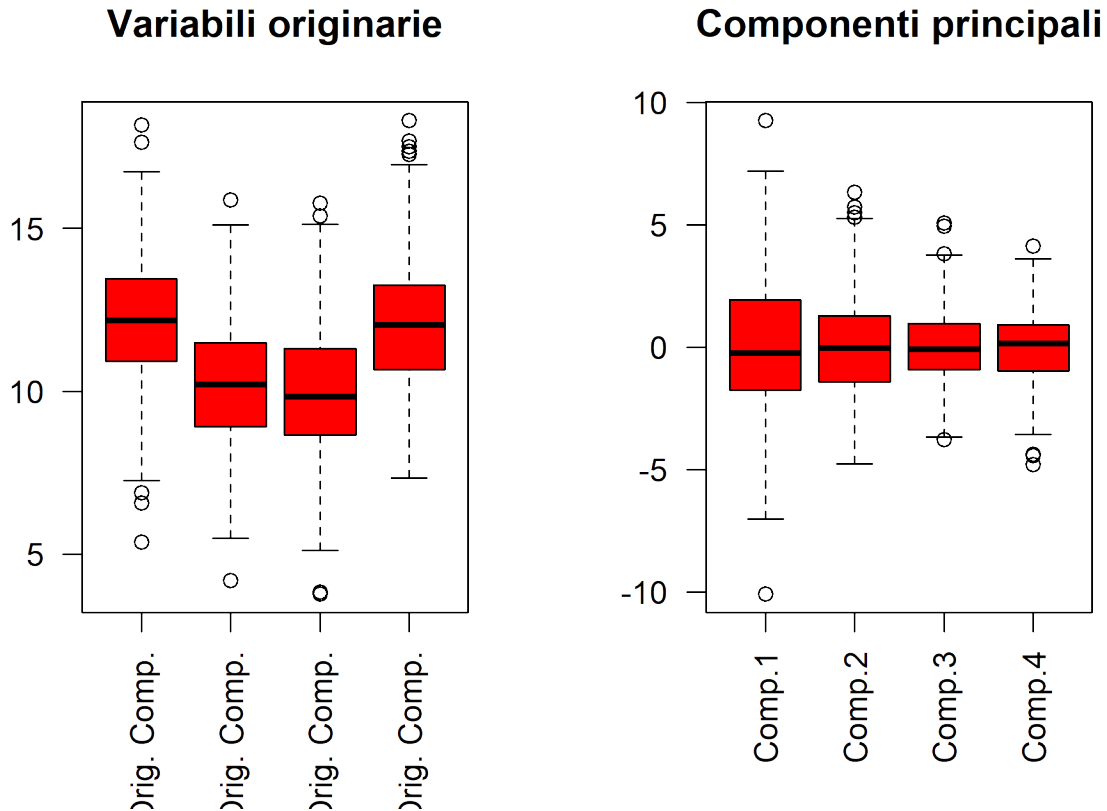 Variabili originarie
Componenti principali
15
10
5
Orig. Comp.
Orig. Comp.
Orig. Comp.
Orig. Comp.
10
5
0
-5
-10
Comp.1
Comp.2
Comp.3
Comp.4